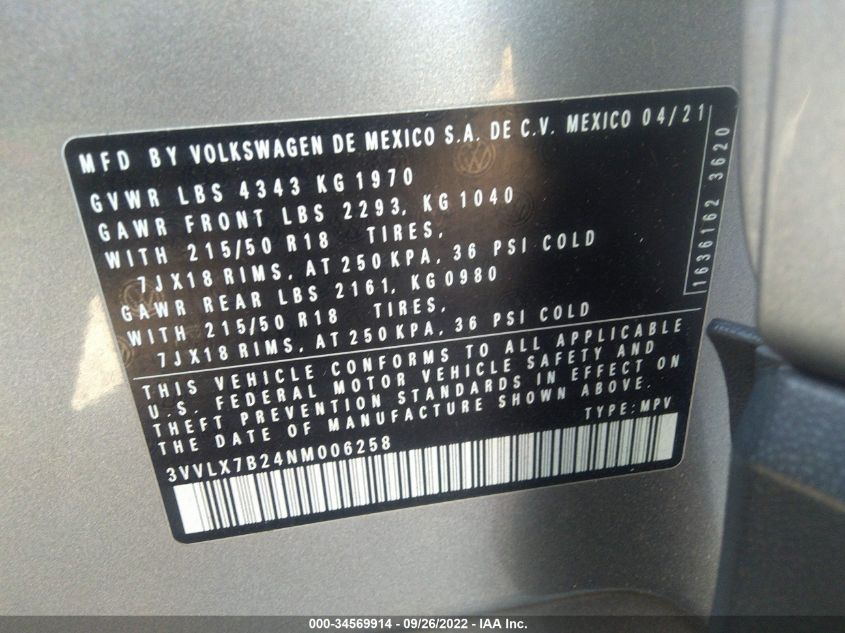 MFD BY VOLKSWAGEN DE MEXICO S.A. DE C.V. MEXICO 04/21
GVWR LBS 4343 KG 1970
GAWR FRONT LBS 2293, KG 1040
WITH 215/50 R18 TIRES,
7JX18 RIMS, AT 250 KPA, 36 PSI COLD
GAWR REAR LBS 2161, KG 0980
WITH 215/50 R18 TIRES,
7JX18 RIMS, AT 250 KPA, 36 PSI COLD
THIS VEHICLE CONFORMS TO ALL APPLICABLE
U.S. FEDERAL MOTOR VEHICLE SAFETY AND
THEFT PREVENTION STANDARDS IN EFFECT ON
THE DATE OF MANUFACTURE SHOWN ABOVE.
TYPE: MPV
3VVLX7B24NM006258
1636162 3620
000-34569914 - 09/26/2022 - IAA Inc.